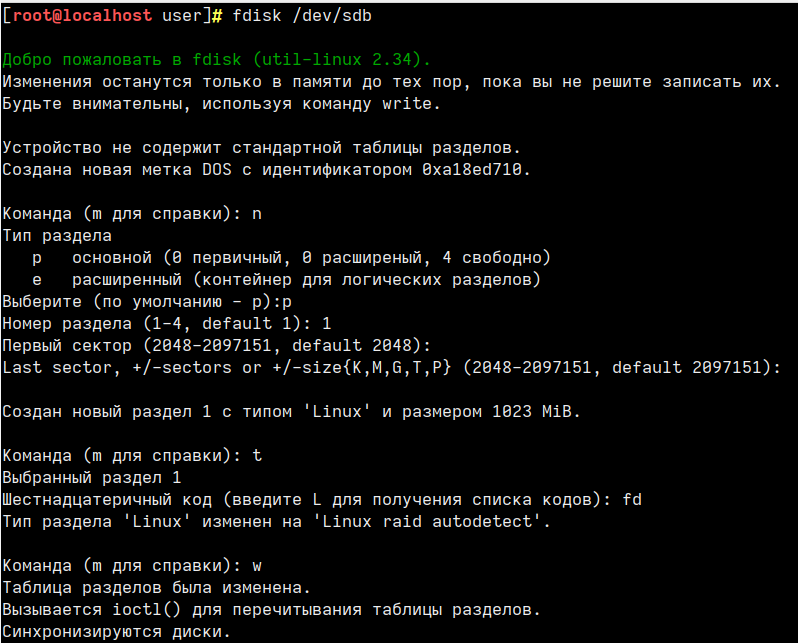 [root@localhost user]# fdisk /dev/sdb
Добро пожаловать в fdisk (util-linux 2.34).
Изменения останутся только в памяти до тех пор, пока вы не решите записать их.
Будьте внимательны, используя команду write.
Устройство не содержит стандартной таблицы разделов.
Создана новая метка DOS с идентификатором 0xa18ed710.
Команда (m для справки): n
Тип раздела
p   основной (0 первичный, 0 расширеный, 4 свободно)
e   расширенный (контейнер для логических разделов)
Выберите (по умолчанию - p):p
Номер раздела (1-4, default 1): 1
Первый сектор (2048-2097151, default 2048):
Last sector, +/-sectors or +/-size{K,M,G,T,P} (2048-2097151, default 2097151):
Создан новый раздел 1 с типом 'Linux' и размером 1023 MiB.
Команда (m для справки): t
Выбранный раздел 1
Шестнадцатеричный код (введите L для получения списка кодов): fd
Тип раздела 'Linux' изменен на 'Linux raid autodetect'.
Команда (m для справки): w
Таблица разделов была изменена.
Вызывается ioctl() для перечитывания таблицы разделов.
Синхронизируются диски.